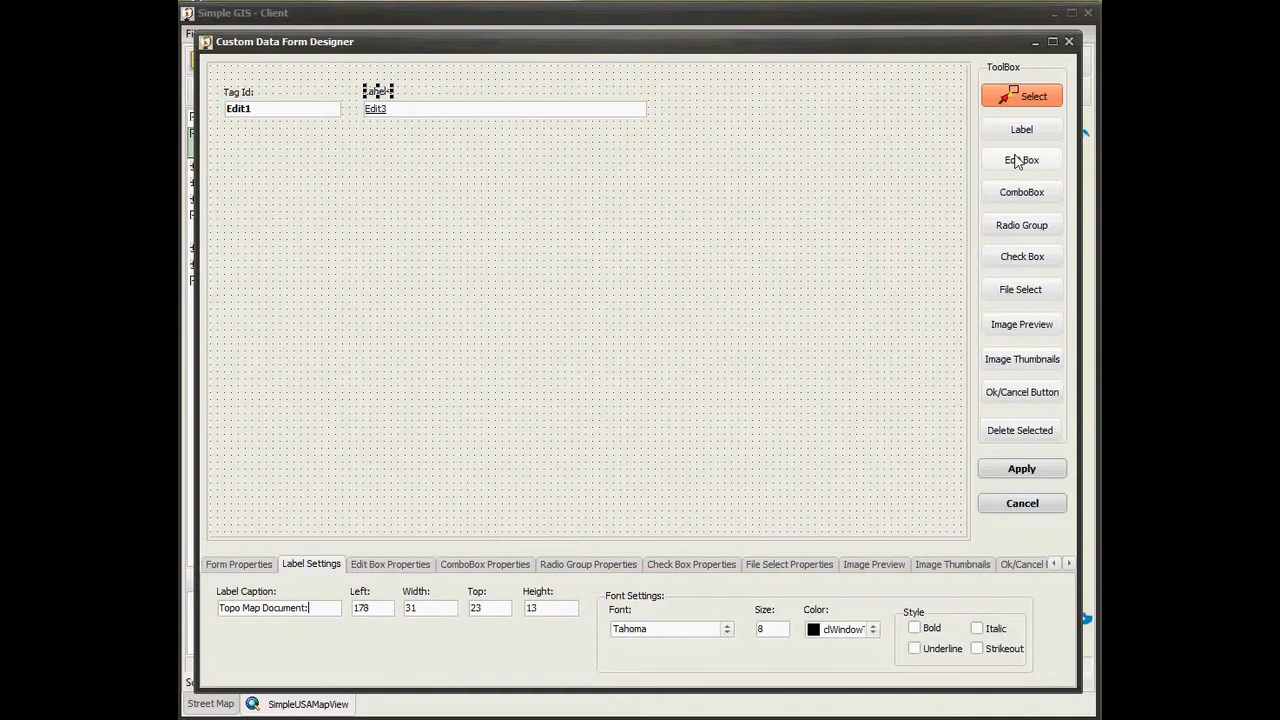 Simple GIS - Client
Custom Data Form Designer
Tag Id:
Edit1
Edit3
ToolBox
Select
Label
ComboBox
Radio Group
Check Box
File Select
Image Preview
Image Thumbnails
Ok/Cancel Button
Delete Selected
Apply
Cancel
Form Properties
Label Settings
Edit Box Properties
ComboBox Properties
Radio Group Properties
Check Box Properties
File Select Properties
Image Preview
Image Thumbnails
Ok/Cancel
Label Caption:
Left:
Width:
Top:
Height:
Topo Map Document:
178
31
23
13
Font Settings:
Font:
Size:
Color:
Tahoma
8
clWindow
Style
Bold
Italic
Underline
Strikeout
Street Map
SimpleUSAMapView